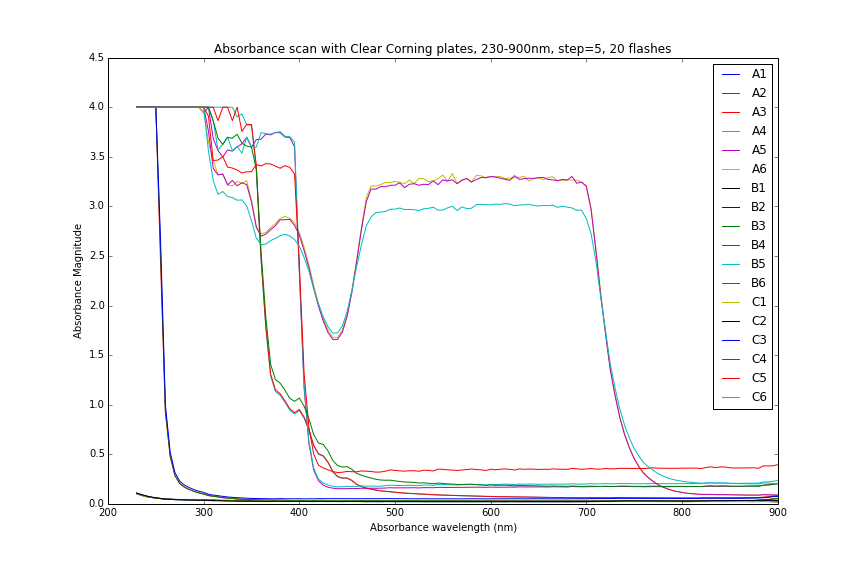 Absorbance scan with Clear Corning plates, 230-900nm, step=5, 20 flashes
4.5
4.0
3.5
3.0
2.5
2.0
1.5
1.0
0.5
0.0
Absorbance Magnitude
200
300
400
500
600
700
800
900
Absorbance wavelength (nm)
A1
A2
A3
A4
A5
A6
B1
B2
B3
B4
B5
B6
C1
C2
C3
C4
C5
C6